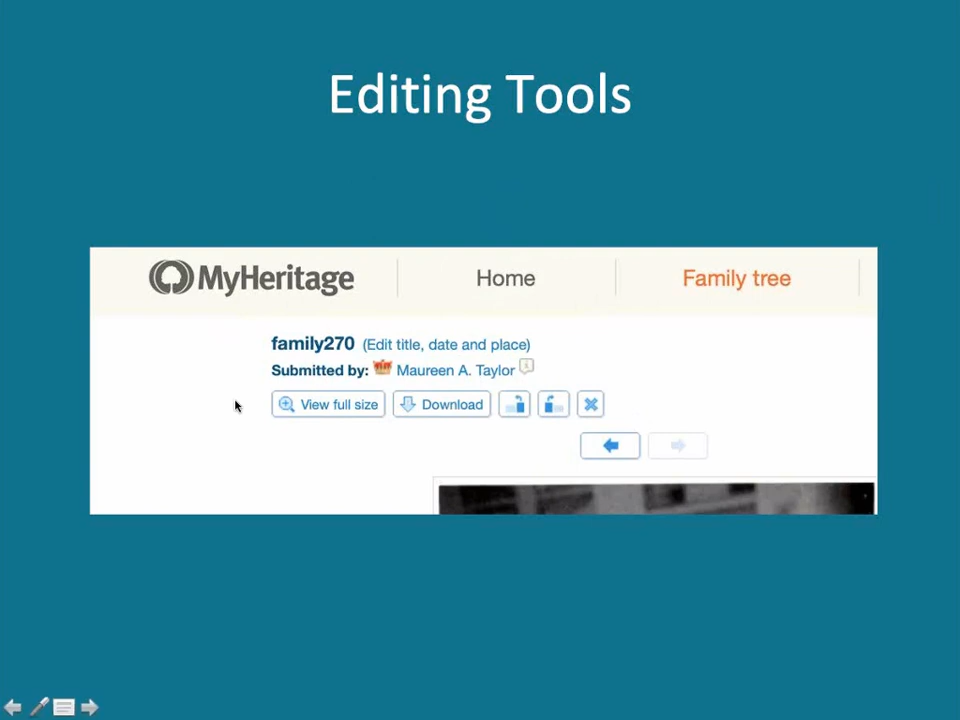 Editing Tools
MyHeritage Home Family tree
family270 (Edit title, date and place)
Submitted by: Maureen A. Taylor
View full size Download